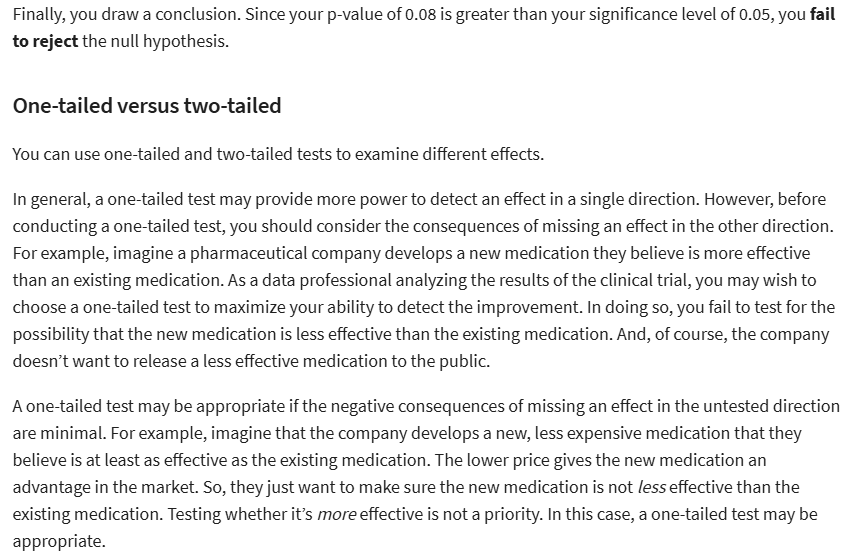 Finally, you draw a conclusion. Since your p-value of 0.08 is greater than your significance level of 0.05, you fail
to reject the null hypothesis.
One-tailed versus two-tailed
You can use one-tailed and two-tailed tests to examine different effects.
In general, a one-tailed test may provide more power to detect an effect in a single direction. However, before
conducting a one-tailed test, you should consider the consequences of missing an effect in the other direction.
For example, imagine a pharmaceutical company develops a new medication they believe is more effective
than an existing medication. As a data professional analyzing the results of the clinical trial, you may wish to
choose a one-tailed test to maximize your ability to detect the improvement. In doing so, you fail to test for the
possibility that the new medication is less effective than the existing medication. And, of course, the company
doesn’t want to release a less effective medication to the public.
A one-tailed test may be appropriate if the negative consequences of missing an effect in the untested direction
are minimal. For example, imagine that the company develops a new, less expensive medication that they
believe is at least as effective as the existing medication. The lower price gives the new medication an
advantage in the market. So, they just want to make sure the new medication is not less effective than the
existing medication. Testing whether it’s more effective is not a priority. In this case, a one-tailed test may be
appropriate.